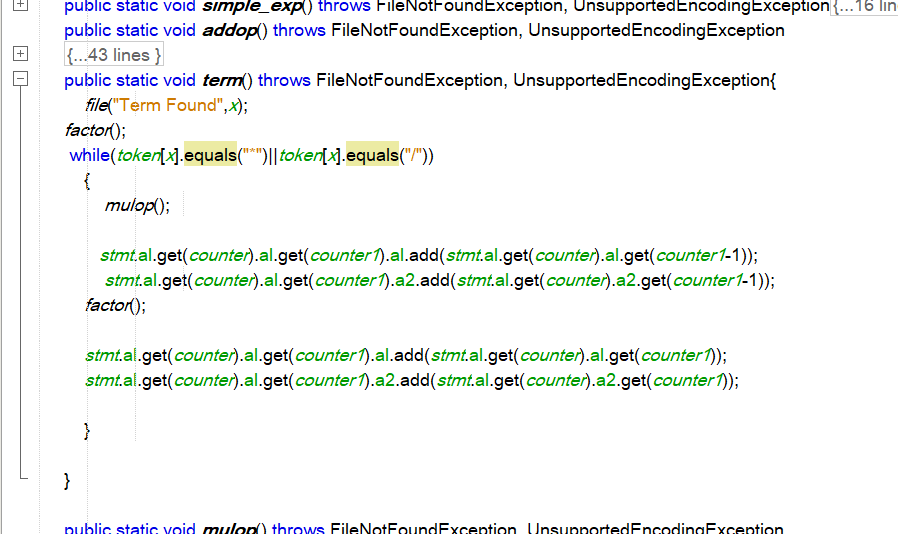 public static void simple_exp() throws FileNotFoundException, UnsupportedEncodingException{...16 lin
public static void addop() throws FileNotFoundException, UnsupportedEncodingException
{...43 lines }
public static void term() throws FileNotFoundException, UnsupportedEncodingException{
file("Term Found",x);
factor();
while(token[x].equals("*")||token[x].equals("/"))
{
mulop();
stmt.al.get(counter).al.get(counter1).al.add(stmt.al.get(counter).al.get(counter1-1));
stmt.al.get(counter).al.get(counter1).a2.add(stmt.al.get(counter).a2.get(counter1-1));
factor();
stmt.al.get(counter).al.get(counter1).al.add(stmt.al.get(counter).al.get(counter1));
stmt.al.get(counter).al.get(counter1).a2.add(stmt.al.get(counter).a2.get(counter1));
}
}
public static void mulop() throws FileNotFoundException, UnsupportedEncodingException